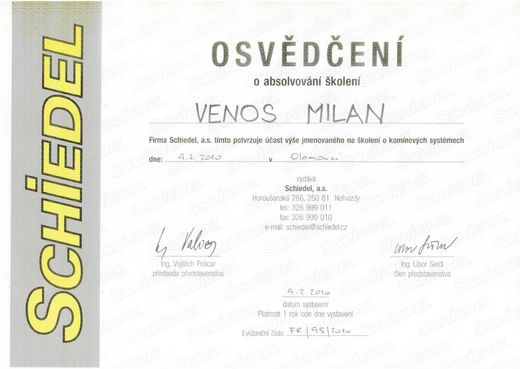 SCHIEDEL
OSVĚDČENÍ
o absolvování školení
VENOS MILAN
Firma Schiedel, a.s. tímto potvrzuje účast výše jmenovaného na školení o komínových systémech
dne: 9.2.2010 v Olomouci
vydává
Schiedel, a.s.
Horoušanská 286, 250 81 Nehvizdy
tel.: 326 999 011
fax: 326 999 010
e-mail: schiedel@schiedel.cz
Ing. Vojtěch Policar
předseda představenstva
Ing. Libor Seidl
člen představenstva
9.2.2010
datum vystavení
Platnost 1 rok ode dne vystavení
Evidenční číslo FR/95/2010